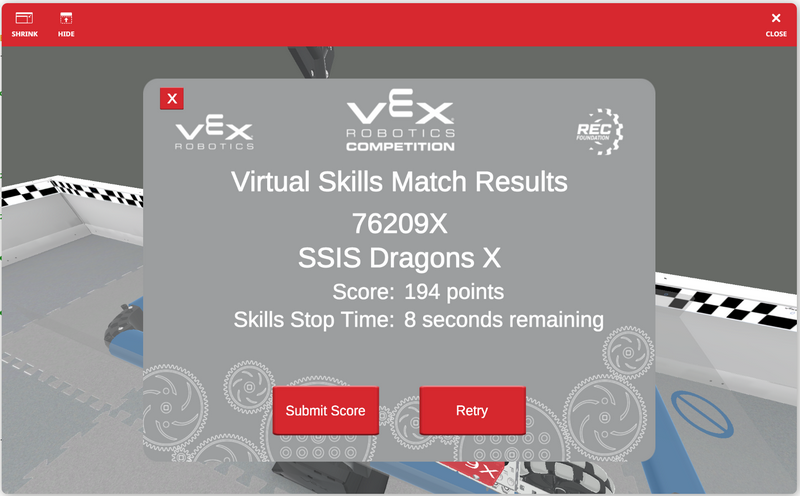 SHRINK HIDE CLOSE
X
VEX VEX REC
ROBOTICS ROBOTICS FOUNDATION
COMPETITION
Virtual Skills Match Results
76209X
SSIS Dragons X
Score: 194 points
Skills Stop Time: 8 seconds remaining
Submit Score Retry